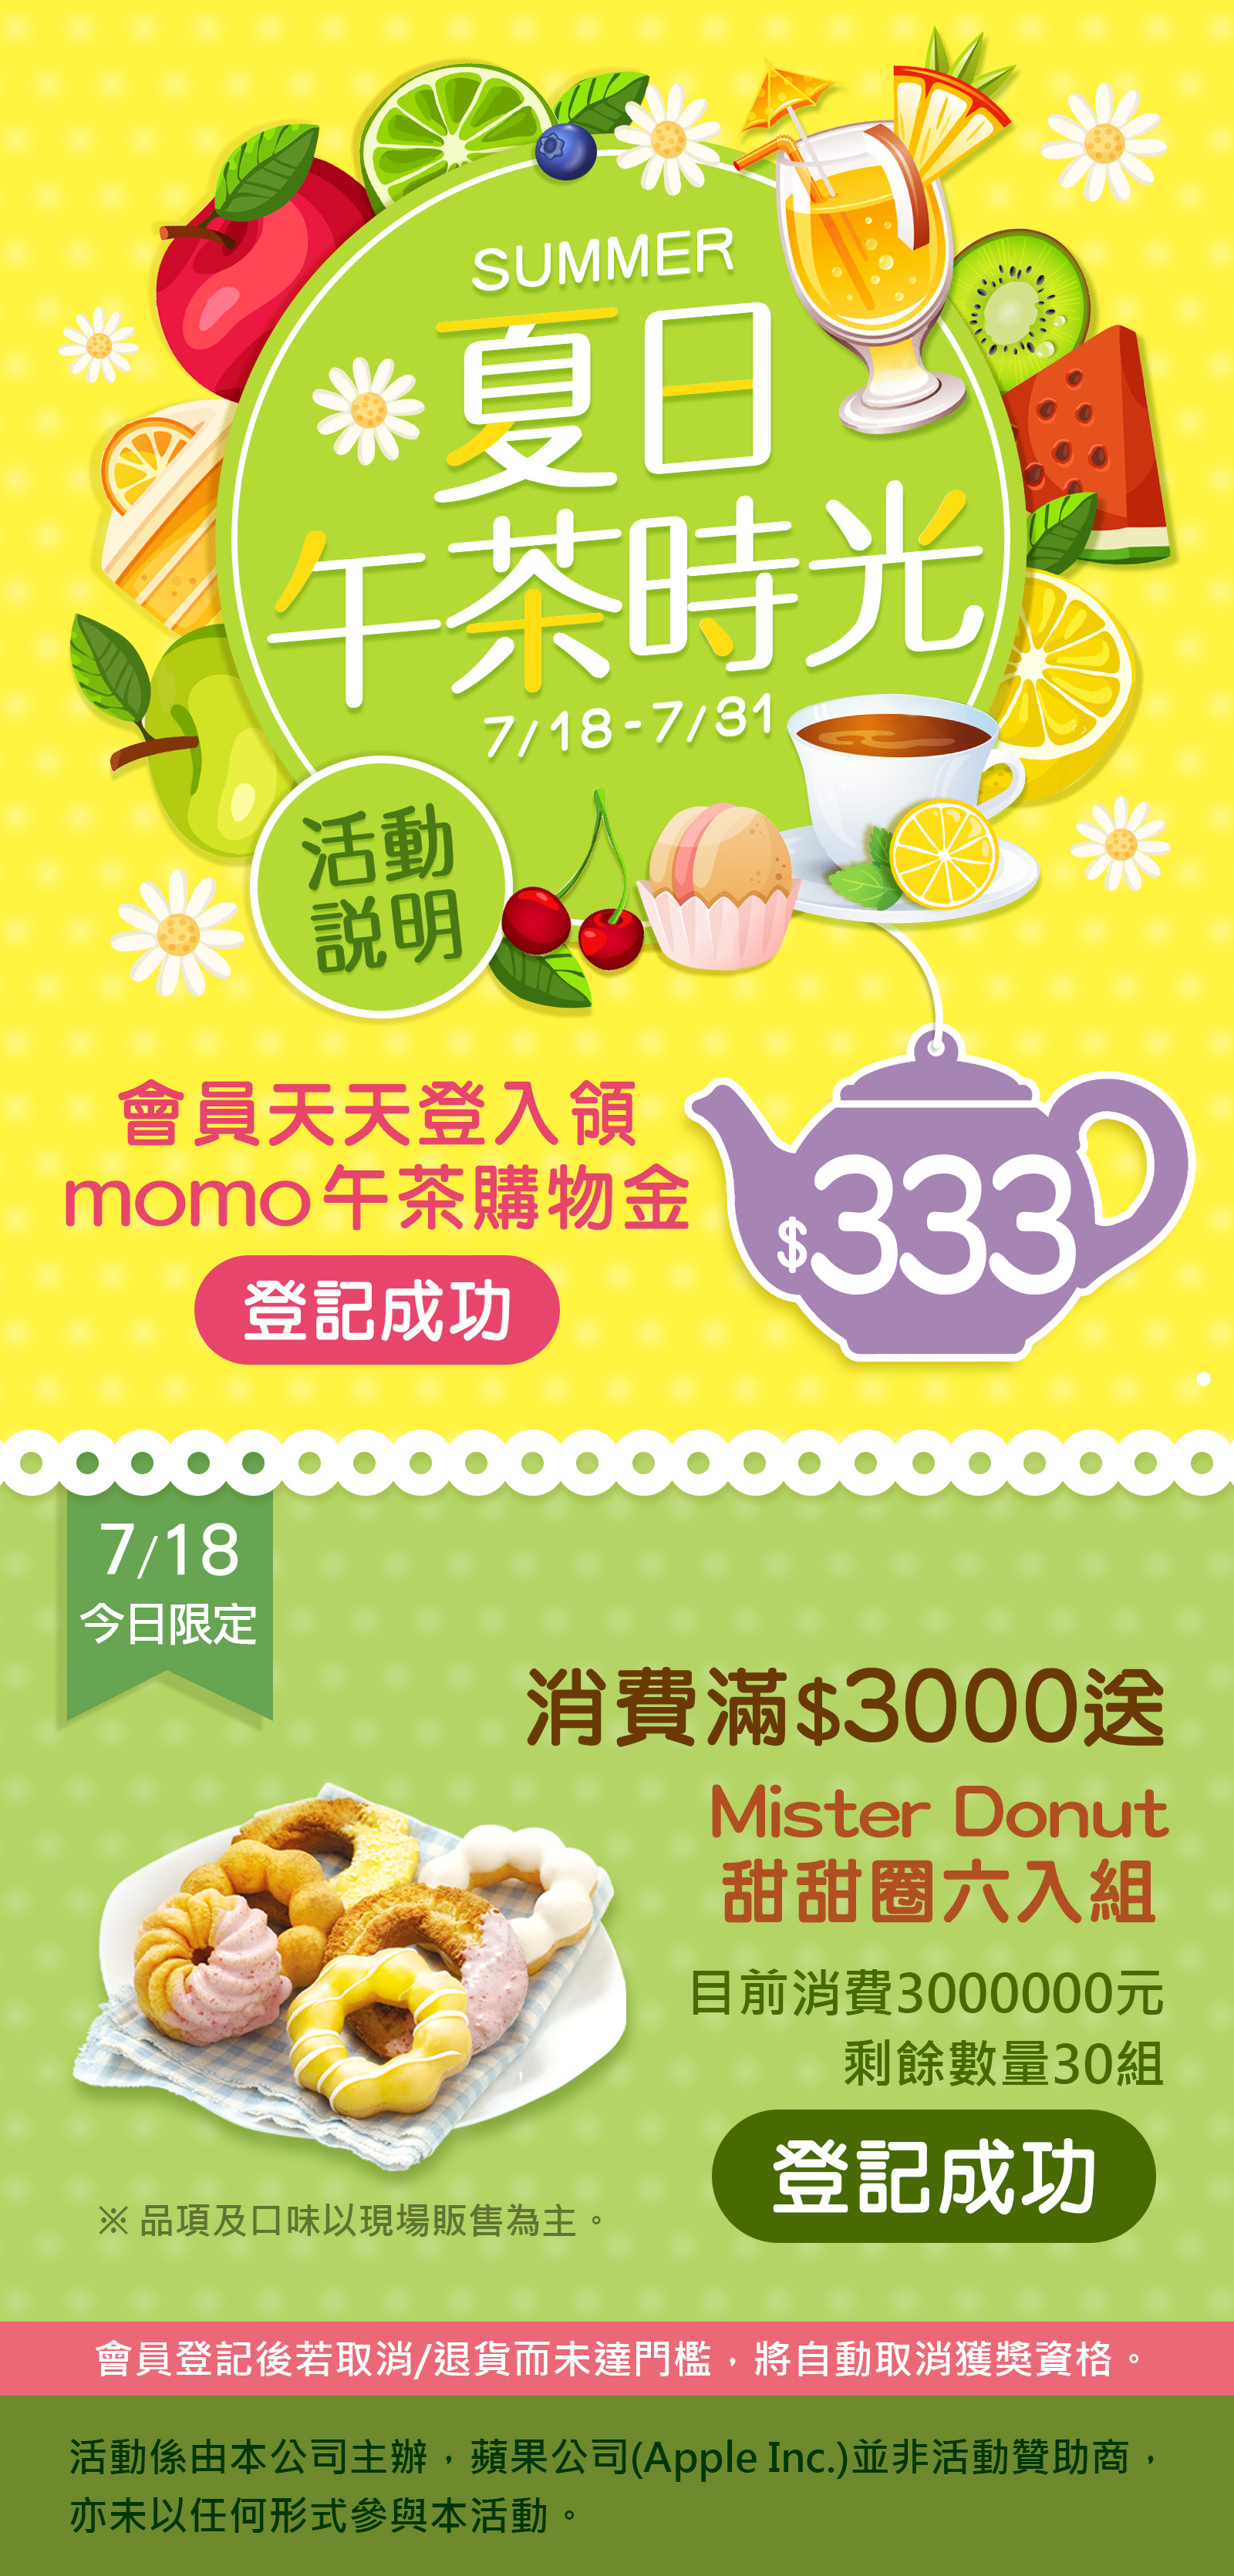 SUMMER
夏日
午茶時光
7/18-7/31
活動
說明
會員天天登入領
momo午茶購物金
登記成功
$333
7/18
今日限定
消費滿$3000送
Mister Donut
甜甜圈六入組
目前消費3000000元
剩餘數量30組
登記成功
※ 品項及口味以現場販售為主。
會員登記後若取消/退貨而未達門檻，將自動取消獲獎資格。
活動係由本公司主辦，蘋果公司(Apple Inc.)並非活動贊助商，
亦未以任何形式參與本活動。